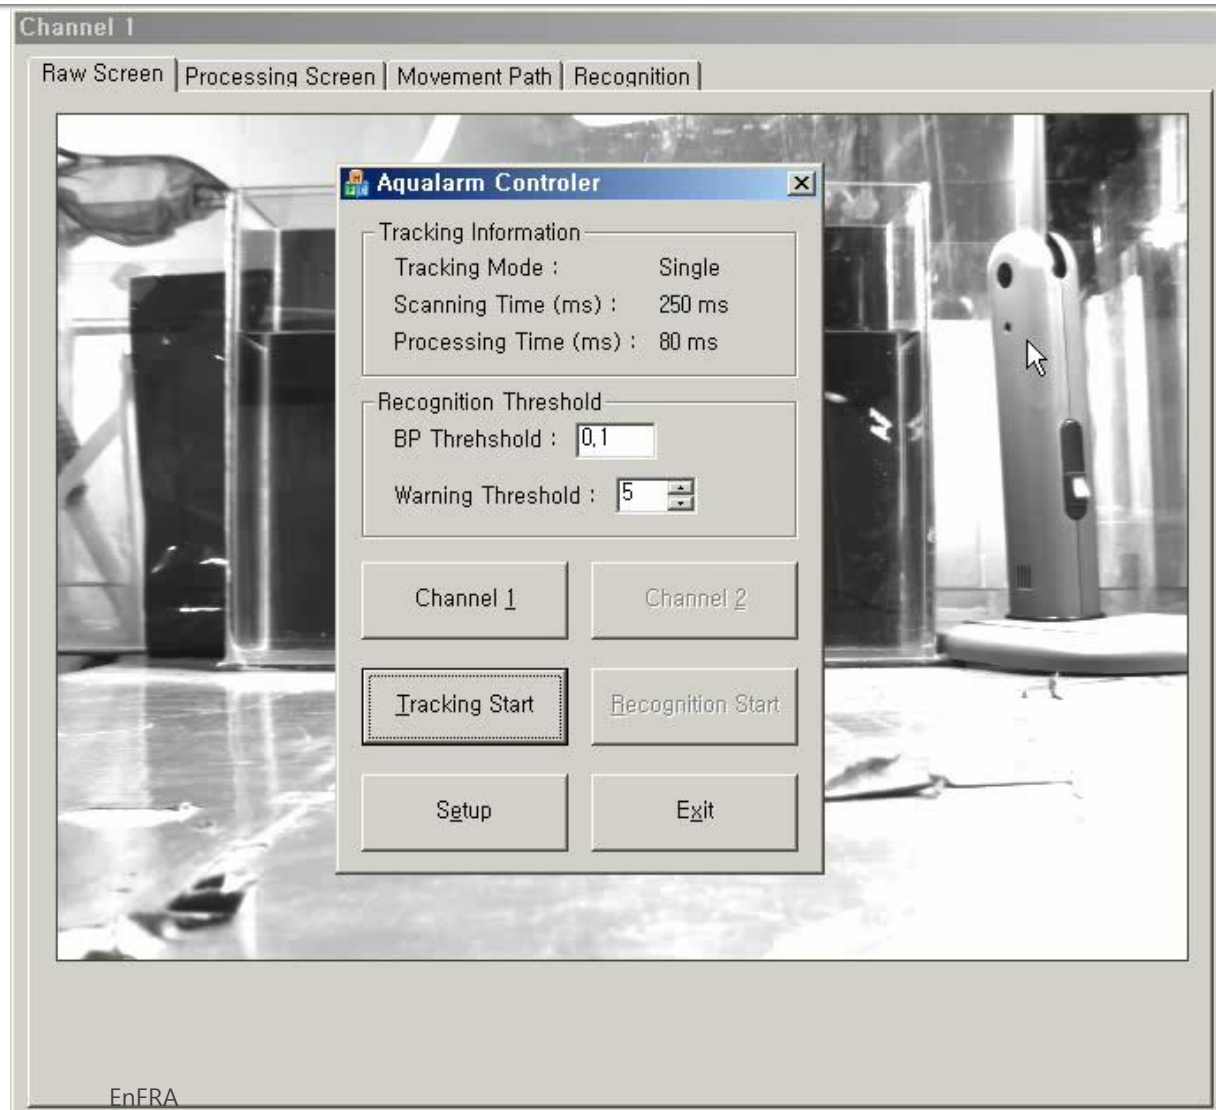 Channel 1
Raw Screen Processing Screen Movement Path Recognition
Aqualarm Controler
Tracking Information
Tracking Mode : Single
Scanning Time (ms) : 250 ms
Processing Time (ms) : 80 ms
Recognition Threshold
BP Threhshold : 0.1
Warning Threshold : 5
Channel 1 Channel 2
Tracking Start Recognition Start
Setup Exit
EnFRA